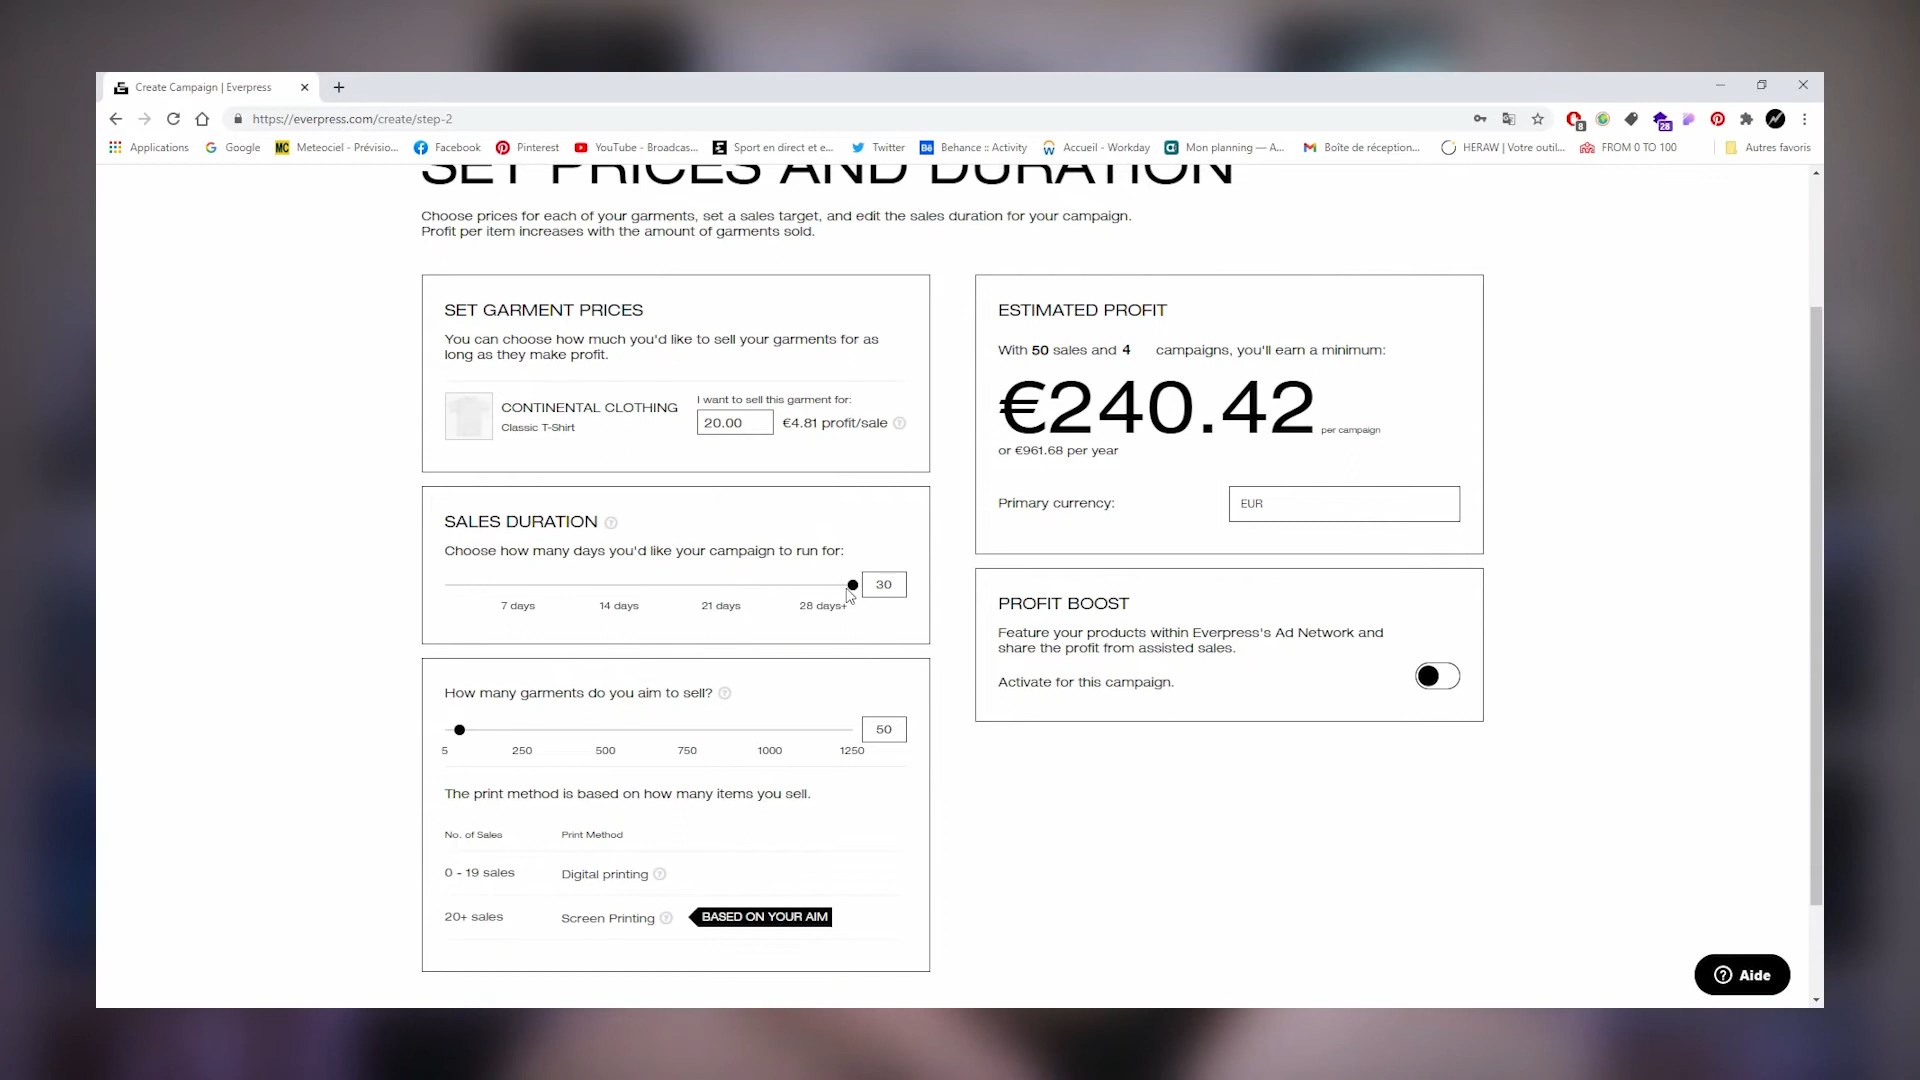 Create Campaign | Everpress
https://everpress.com/create/step-2
Applications
Google
MC Meteociel - Prévisio...
Facebook
Pinterest
YouTube - Broadcas...
Sport en direct et e...
Twitter
Bē Behance :: Activity
Accueil - Workday
Mon planning — A...
Boîte de réception...
HERAW | Votre outil...
FROM 0 TO 100
Autres favoris
SET PRICES AND DURATION
Choose prices for each of your garments, set a sales target, and edit the sales duration for your campaign.
Profit per item increases with the amount of garments sold.
SET GARMENT PRICES
You can choose how much you'd like to sell your garments for as
long as they make profit.
CONTINENTAL CLOTHING
Classic T-Shirt
I want to sell this garment for:
20.00
€4.81 profit/sale ?
SALES DURATION ?
Choose how many days you'd like your campaign to run for:
30
7 days 14 days 21 days 28 days+
How many garments do you aim to sell? ?
50
5 250 500 750 1000 1250
The print method is based on how many items you sell.
No. of Sales Print Method
0 - 19 sales Digital printing ?
20+ sales Screen Printing ? BASED ON YOUR AIM
ESTIMATED PROFIT
With 50 sales and 4 campaigns, you'll earn a minimum:
€240.42 per campaign
or €961.68 per year
Primary currency: EUR
PROFIT BOOST
Feature your products within Everpress's Ad Network and
share the profit from assisted sales.
Activate for this campaign.
? Aide